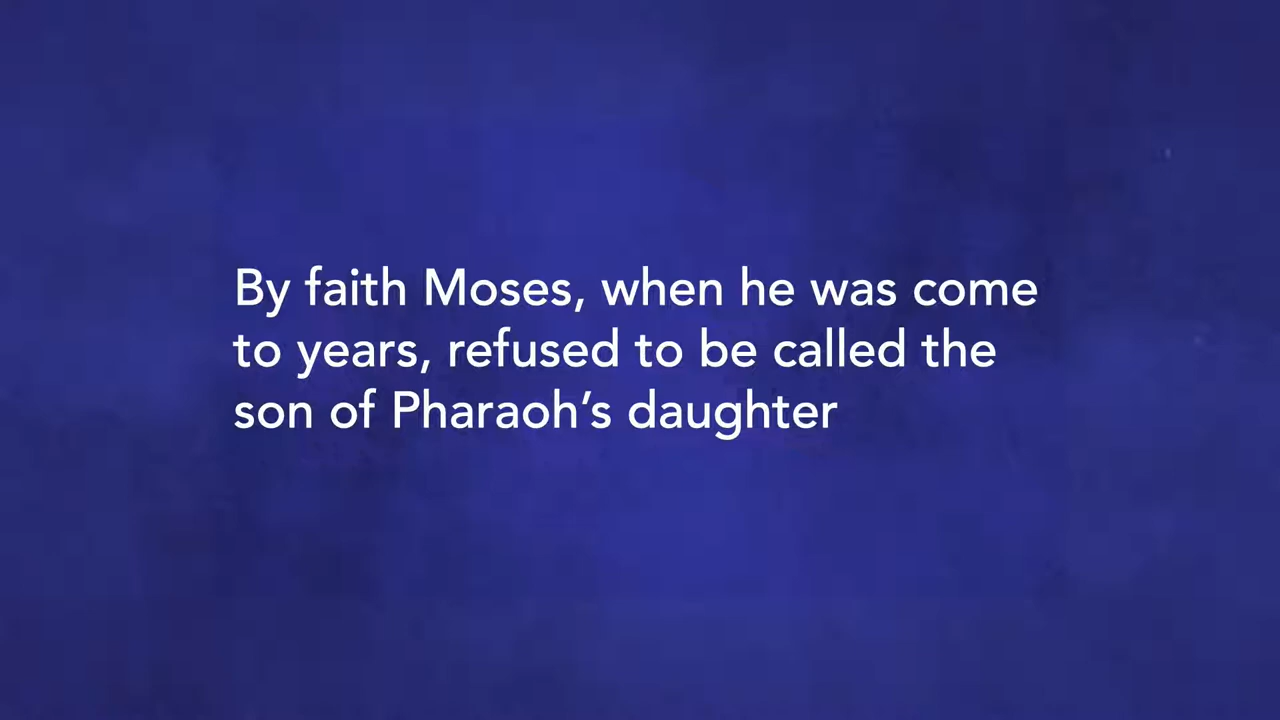 By faith Moses, when he was come
to years, refused to be called the
son of Pharaoh’s daughter